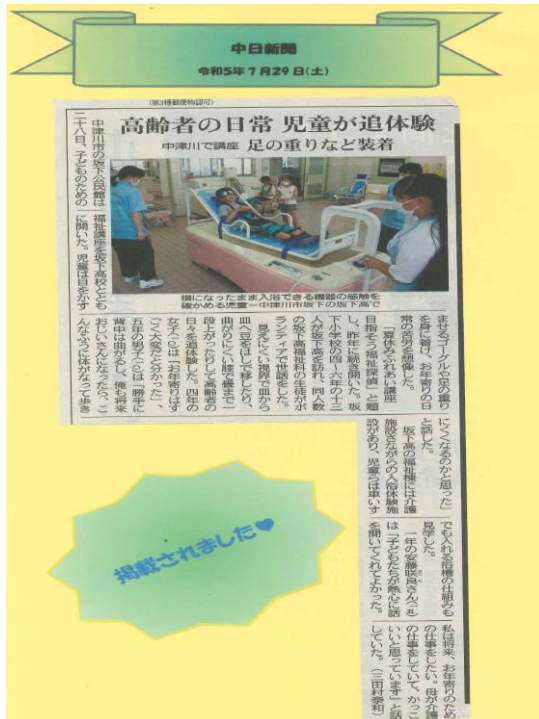 中日新聞
令和5年7月29日(土)
(第3種郵便物認可)
高齢者の日常 児童が追体験
中津川で講座 足の重りなど装着
横になったまま入浴できる機器の感触を
確かめる児童=中津川市坂下の坂下高で
中津川市の坂下公民館は
二十八日、子どものための
福祉講座を坂下高校ととも
に開いた。児童は目をかす
ませるゴーグルや足の重り
を身に着け、お年寄りの日
常の苦労を想像した。
「夏休みふれあい講座
目指そう福祉探偵」と題
し、昨年に続き開いた。坂
下小学校の四~六年の十三
人が坂下高を訪れ、同人数
の坂下高福祉科の生徒がボ
ランティアで世話をした。
見えにくい視界で皿から
皿へ豆をはしで移したり、
曲がりにくい膝で畳まで一
段上がったりして高齢者の
日々を追体験した。四年の
女子は「お年寄りはす
ごく大変だと分かった」、
五年の男子は「勝手に
背中は曲がるし、俺も将来
おじいさんになったら、こ
んなふうに体がなって歩き
にくくなるのかと思った」
と話した。
坂下高の福祉棟には介護
施設さながらの入浴体験施
設があり、児童らは車いす
でも入れる浴槽の仕組みも
見学した。
一年の安藤咲良さん
は「子どもたちが熱心に話
を聞いてくれてよかった。
私は将来、お年寄りのため
の仕事をしたい。母が介護
の仕事をしていて、かっこ
いいと思っています」と話
していた。(三田村泰和)
掲載されました♥